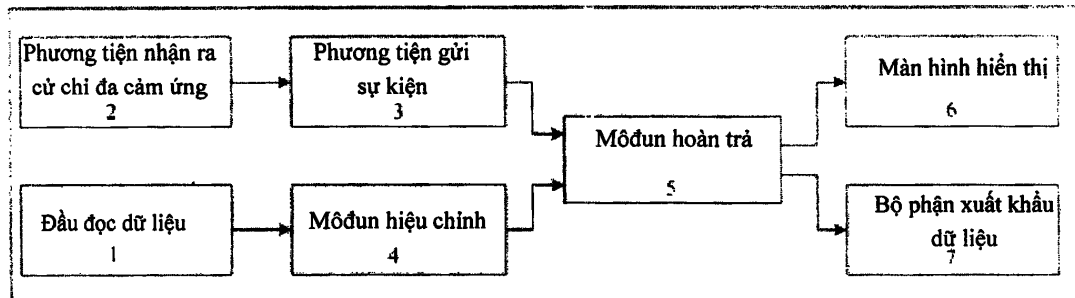 Phương tiện nhận ra
cử chỉ đa cảm ứng
2
Phương tiện gửi
sự kiện
3
Màn hình hiển thị
6
Môđun hoàn trả
5
Đầu đọc dữ liệu
1
Môđun hiệu chỉnh
4
Bộ phận xuất khẩu
dữ liệu
7